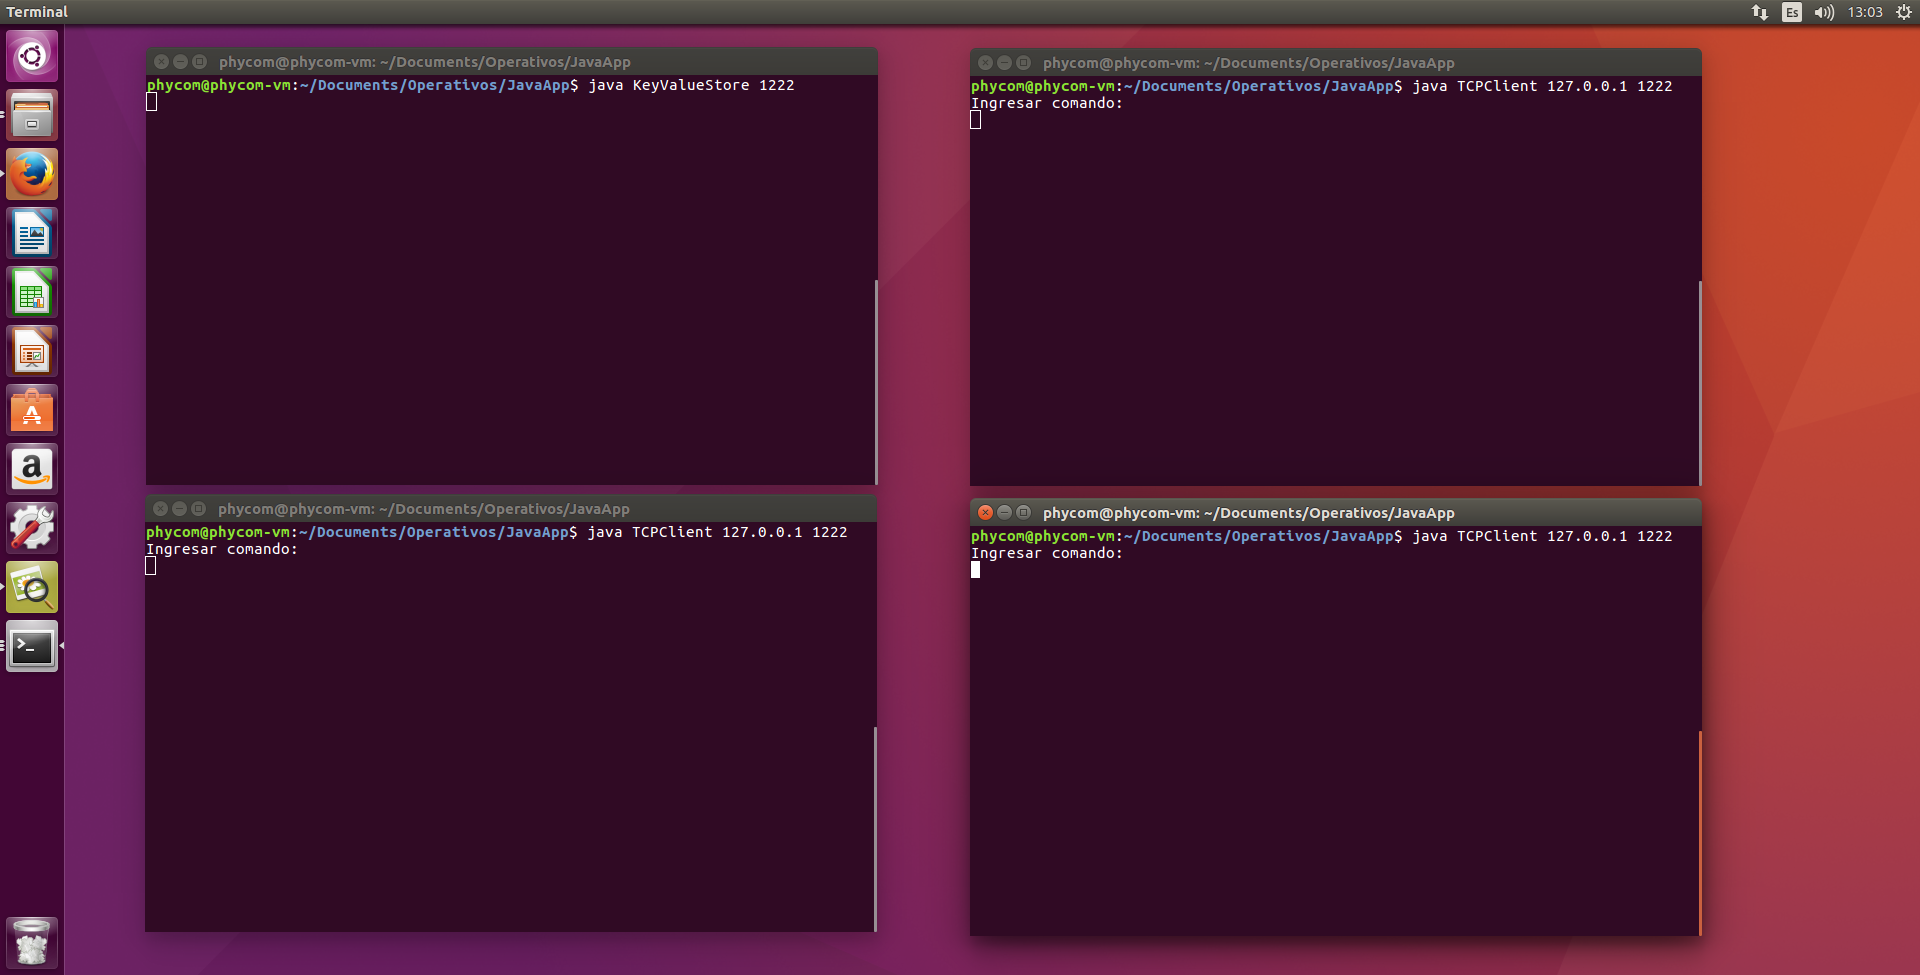 Terminal
Es
13:03
phycom@phycom-vm: ~/Documents/Operativos/JavaApp
phycom@phycom-vm:~/Documents/Operativos/JavaApp$ java KeyValueStore 1222
phycom@phycom-vm: ~/Documents/Operativos/JavaApp
phycom@phycom-vm:~/Documents/Operativos/JavaApp$ java TCPClient 127.0.0.1 1222
Ingresar comando:
phycom@phycom-vm: ~/Documents/Operativos/JavaApp
phycom@phycom-vm:~/Documents/Operativos/JavaApp$ java TCPClient 127.0.0.1 1222
Ingresar comando:
phycom@phycom-vm: ~/Documents/Operativos/JavaApp
phycom@phycom-vm:~/Documents/Operativos/JavaApp$ java TCPClient 127.0.0.1 1222
Ingresar comando: